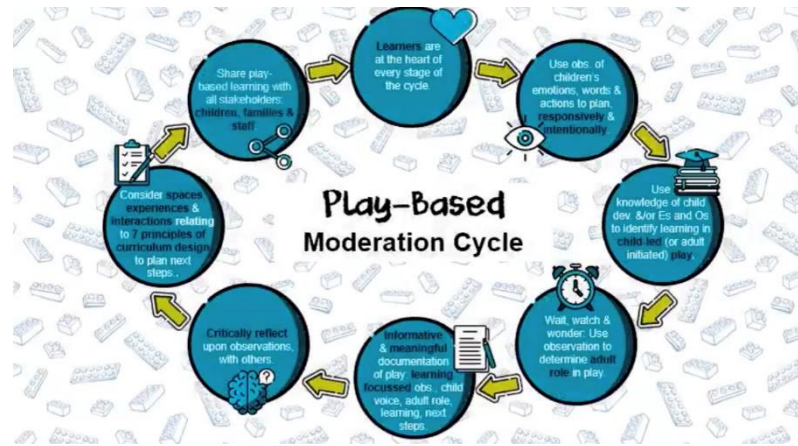 Play-Based
Moderation Cycle
Learners are
at the heart of
every stage of
the cycle.
Use obs. of
children's
emotions, words &
actions to plan,
responsively &
intentionally.
Use
knowledge of child
dev. &/or Es and Os
to identify learning in
child-led (or adult
initiated) play.
Wait, watch &
wonder: Use
observation to
determine adult
role in play.
Informative
& meaningful
documentation
of play: learning
focussed obs., child
voice, adult role,
learning, next
steps.
Critically reflect
upon observations,
with others.
Consider spaces
experiences &
interactions relating
to 7 principles of
curriculum design
to plan next
steps..
Share play-
based learning with
all stakeholders:
children, families &
staff.